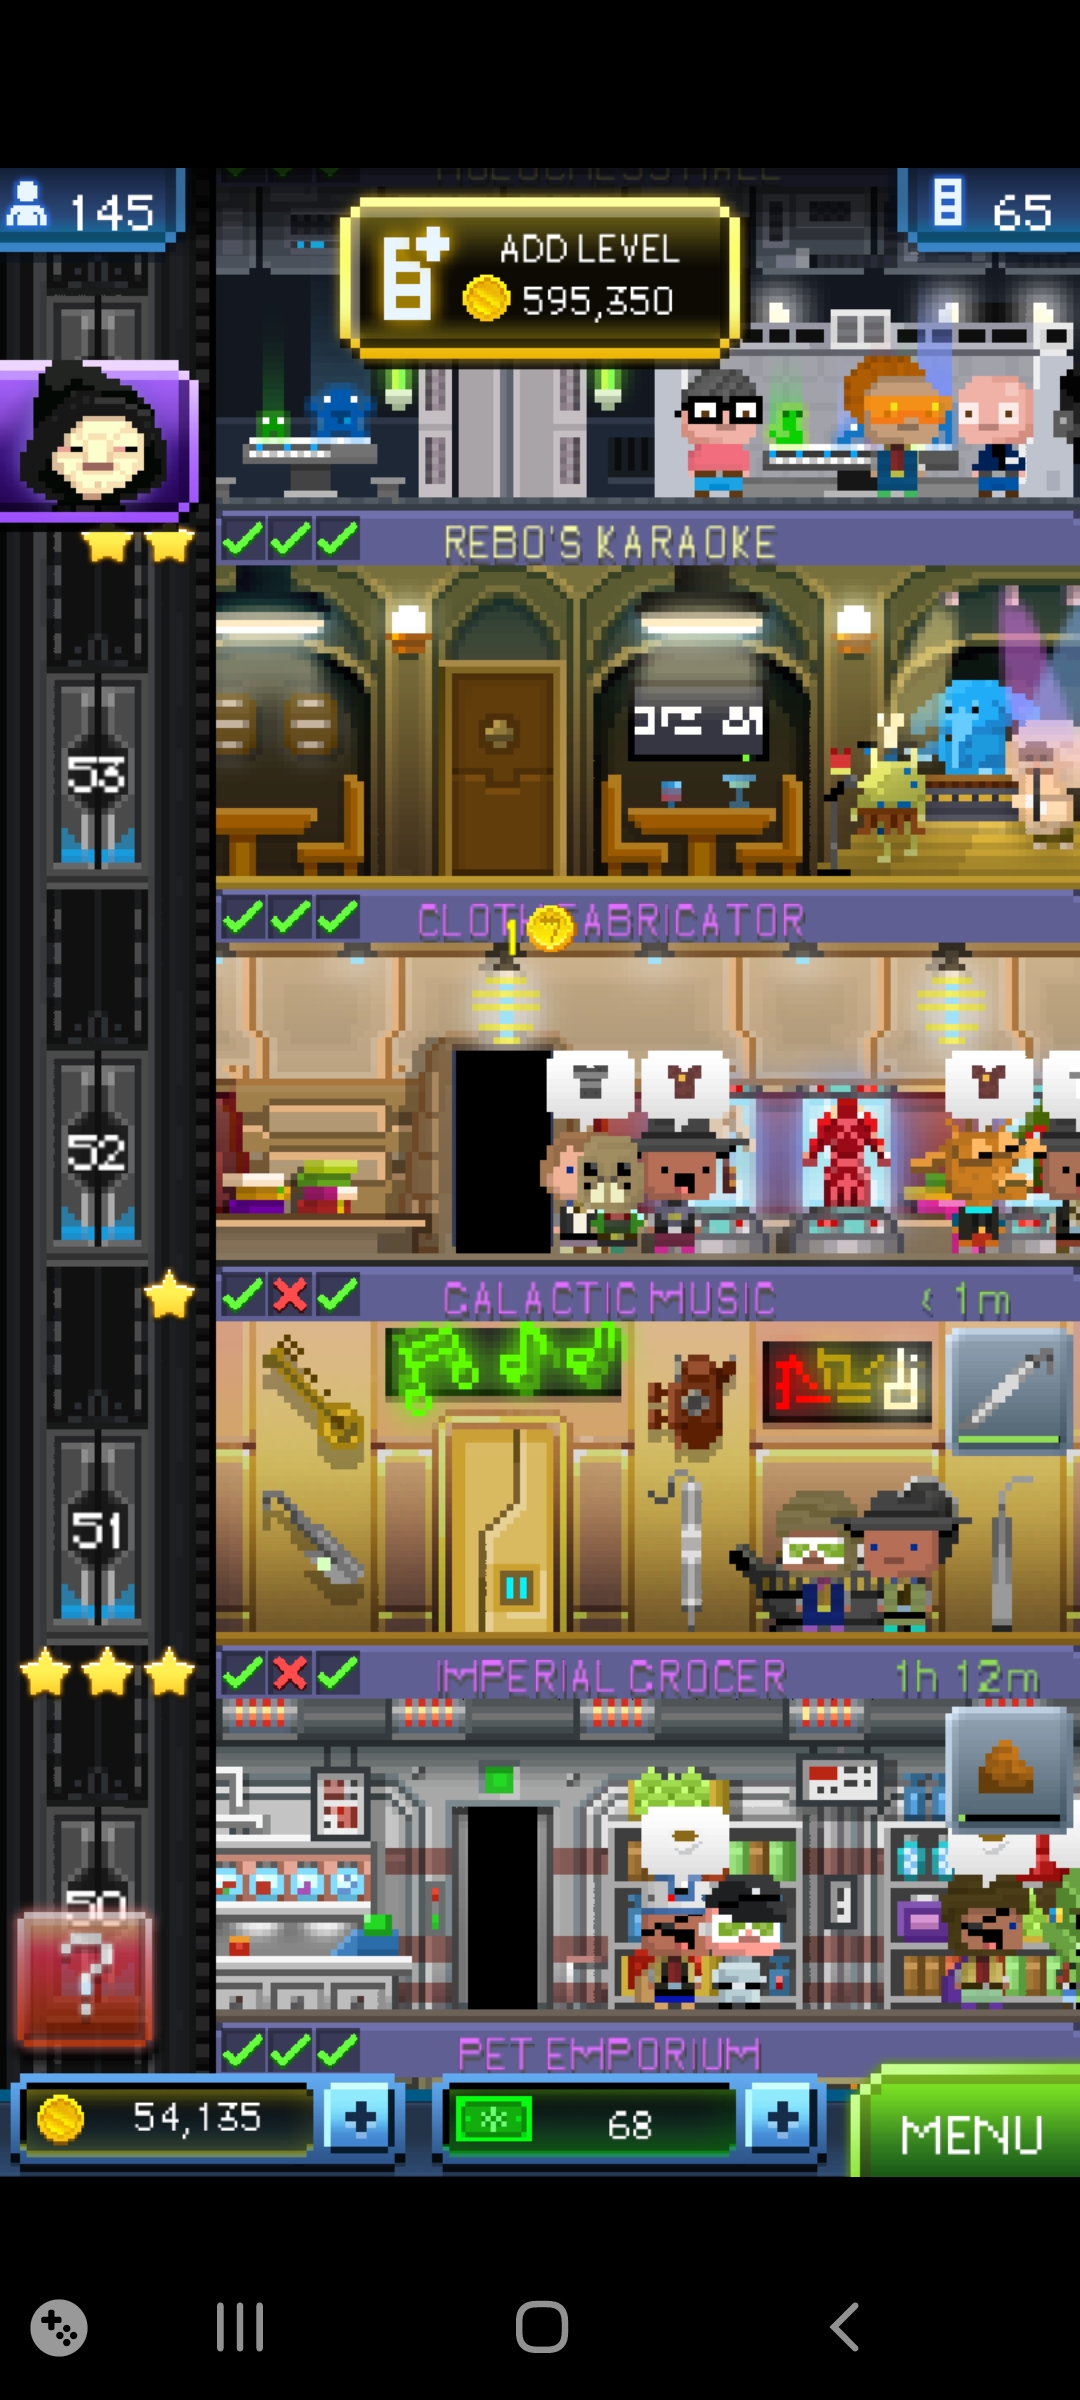 145
ADD LEVEL
595,350
65
REBO'S KARAOKE
53
CLOTH FABRICATOR
1
52
GALACTIC MUSIC
< 1m
51
IMPERIAL GROCER
1h 12m
50
?
PET EMPORIUM
54,135
68
MENU